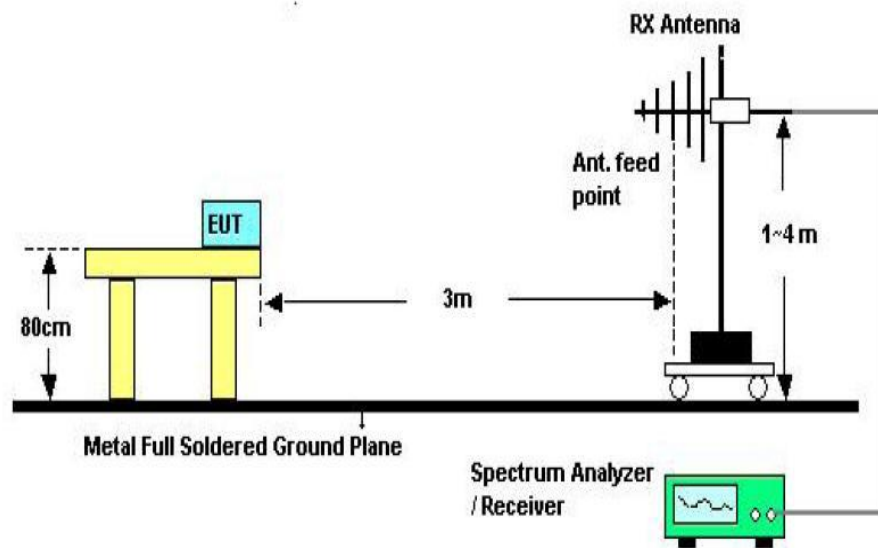 RX Antenna
Ant. feed
point
EUT
1~4 m
3m
80cm
Metal Full Soldered Ground Plane
Spectrum Analyzer
/ Receiver